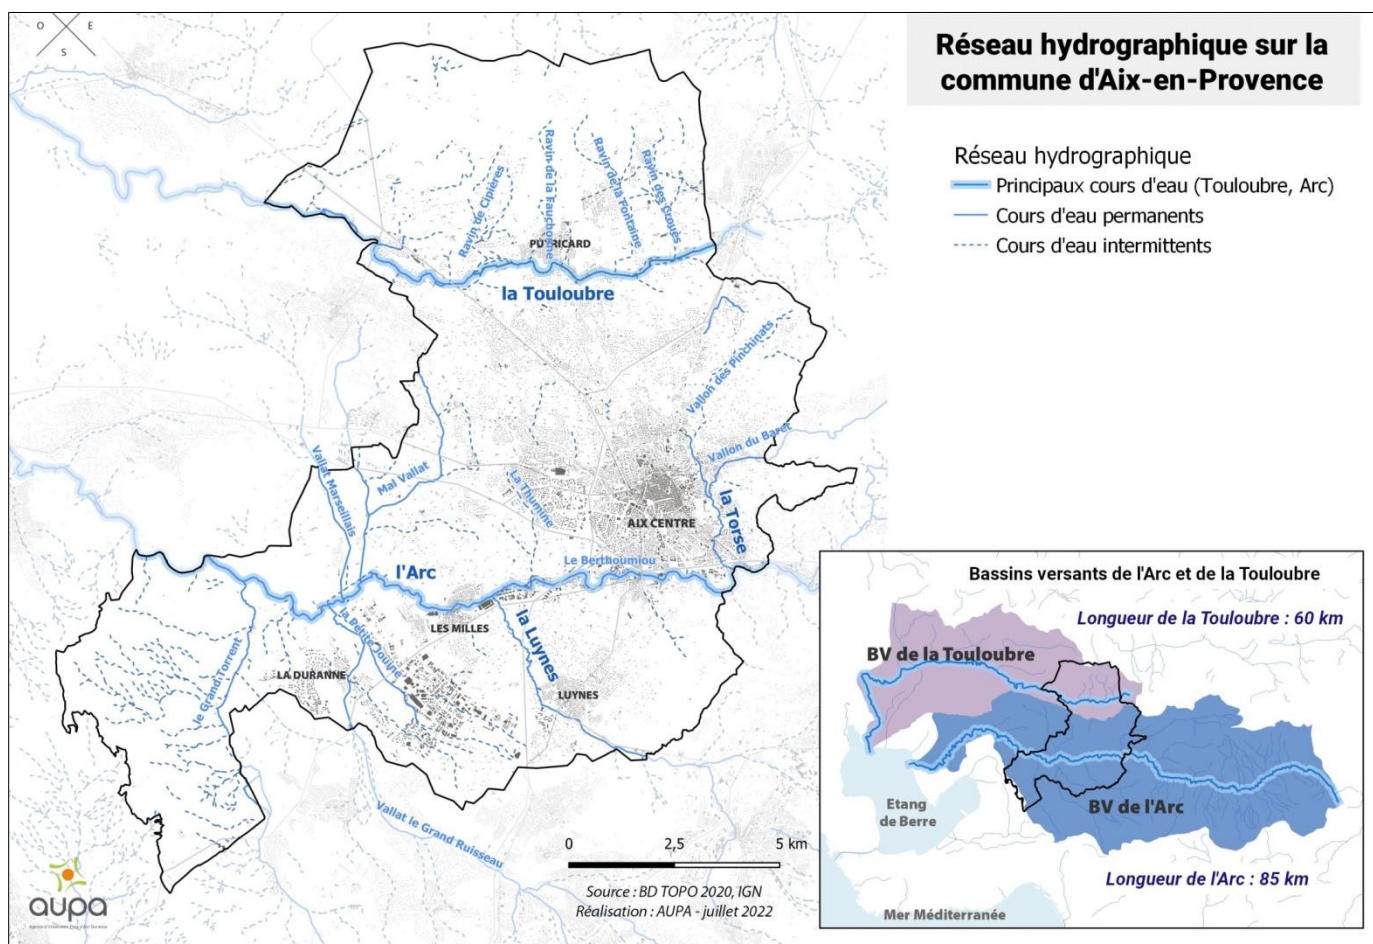 O
E
S
Réseau hydrographique sur la
commune d'Aix-en-Provence
Réseau hydrographique
Principaux cours d'eau (Touloubre, Arc)
Cours d'eau permanents
Cours d'eau intermittents
Ravin de Cipières
Ravin de la Fauchonne
Ravin de la Fontaine
Ravin des Crouès
PUYRICARD
la Touloubre
Vallon des Pinchinats
Vallon du Baret
Vallat Marseillais
Mal Vallat
La Thumine
AIX CENTRE
la Torse
Le Berthoumiou
l'Arc
LES MILLES
la Luynes
la Petite Jouine
LA DURANNE
LUYNES
le Grand Torrent
Vallat le Grand Ruisseau
0
2,5
5 km
Source : BD TOPO 2020, IGN
Réalisation : AUPA - juillet 2022
aupa
Bassins versants de l'Arc et de la Touloubre
Longueur de la Touloubre : 60 km
BV de la Touloubre
BV de l'Arc
Etang
de Berre
Longueur de l'Arc : 85 km
Mer Méditerranée